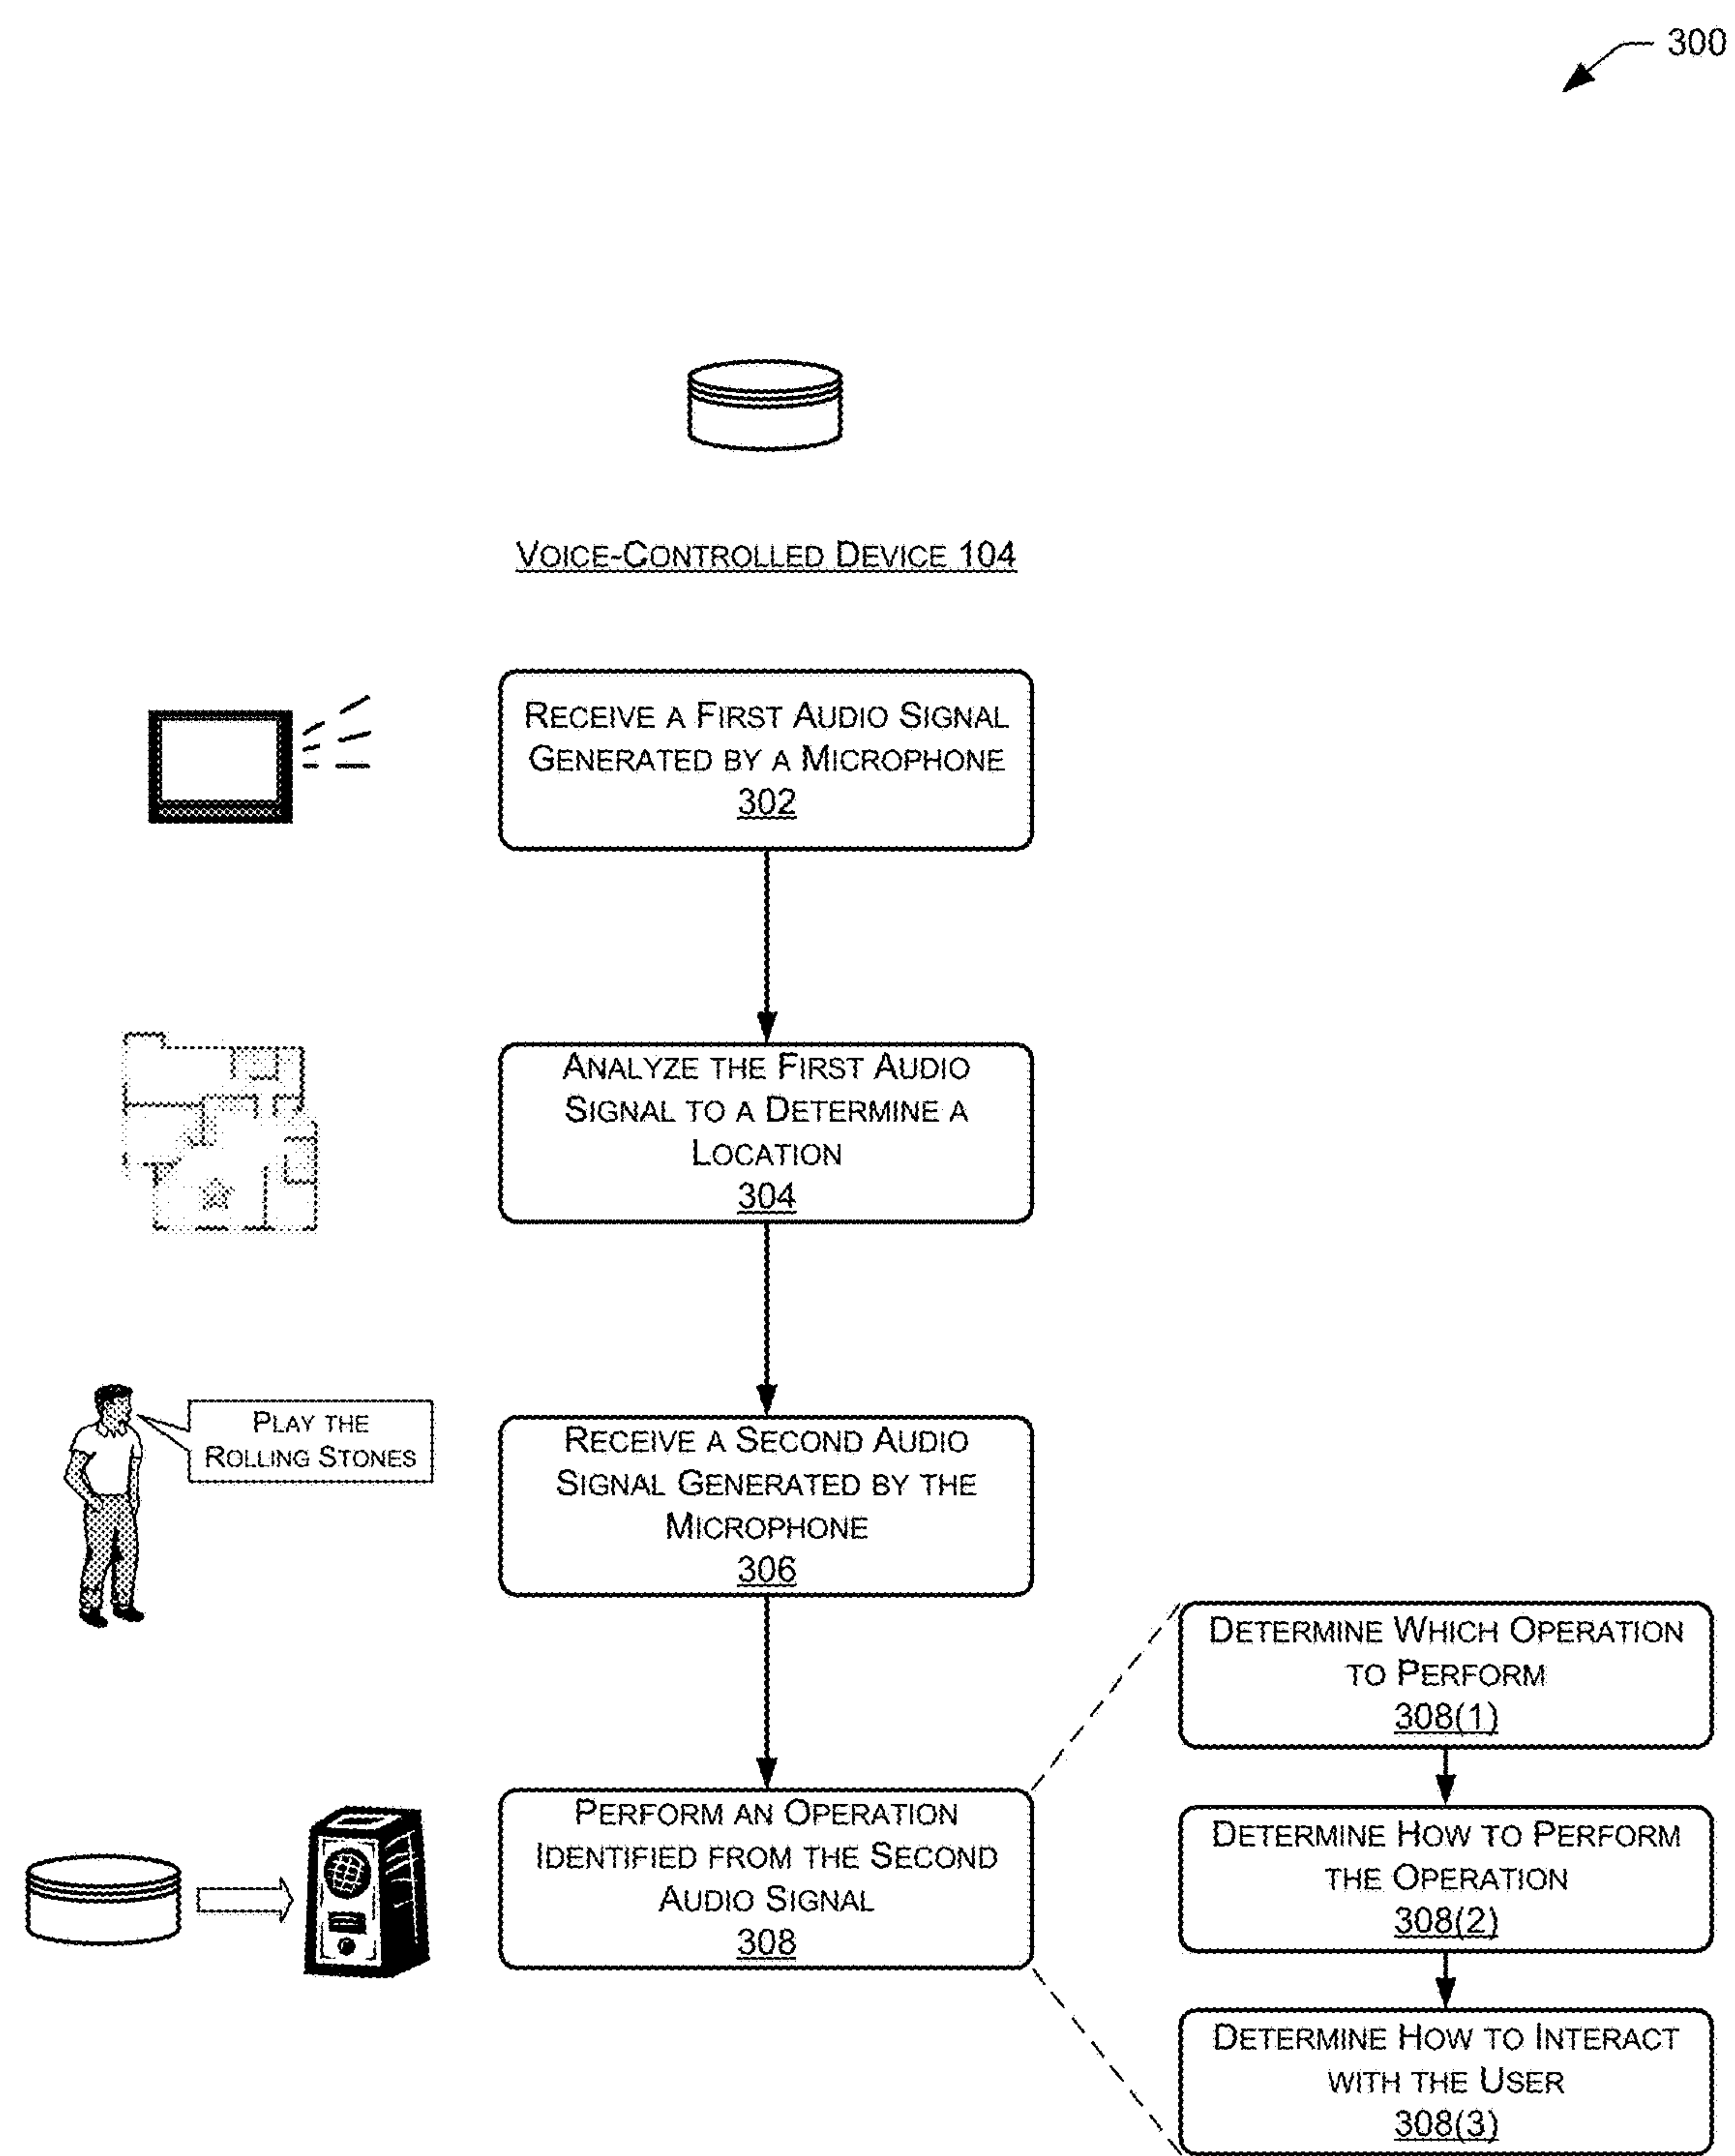 300
VOICE-CONTROLLED DEVICE 104
RECEIVE A FIRST AUDIO SIGNAL
GENERATED BY A MICROPHONE
302
ANALYZE THE FIRST AUDIO
SIGNAL TO A DETERMINE A
LOCATION
304
PLAY THE
ROLLING STONES
RECEIVE A SECOND AUDIO
SIGNAL GENERATED BY THE
MICROPHONE
306
PERFORM AN OPERATION
IDENTIFIED FROM THE SECOND
AUDIO SIGNAL
308
DETERMINE WHICH OPERATION
TO PERFORM
308(1)
DETERMINE HOW TO PERFORM
THE OPERATION
308(2)
DETERMINE HOW TO INTERACT
WITH THE USER
308(3)